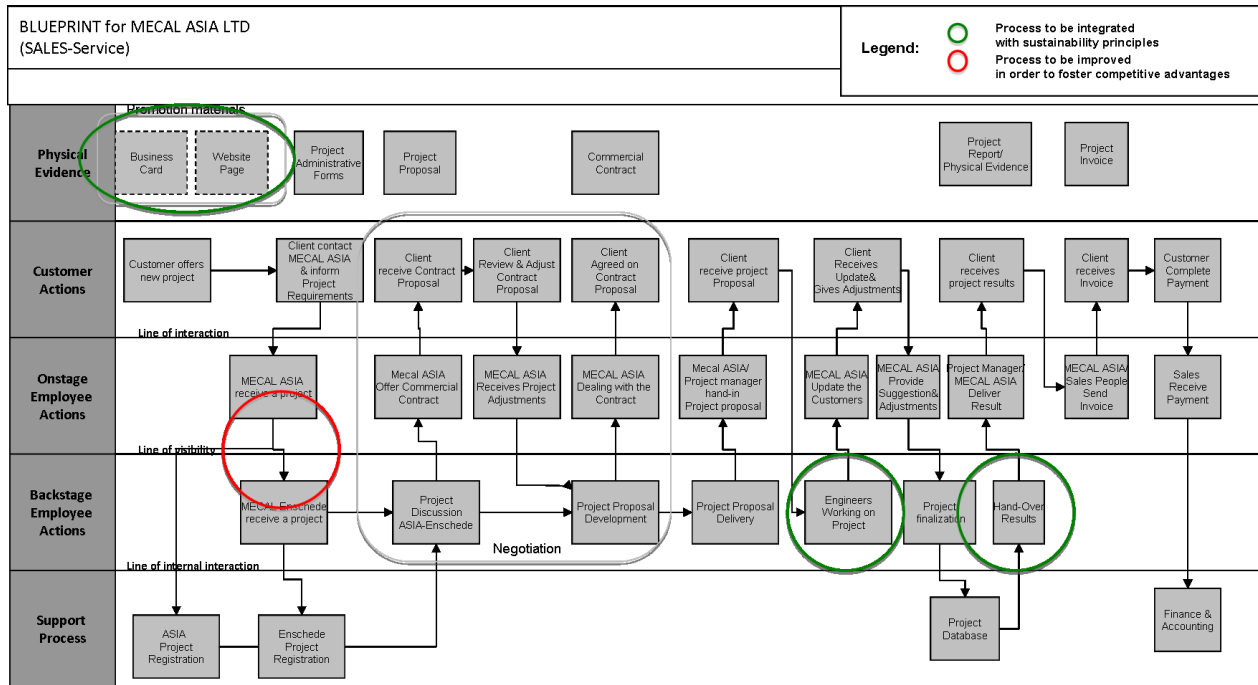 BLUEPRINT for MECAL ASIA LTD
(SALES-Service)
Legend:
Process to be integrated
with sustainability principles
Process to be improved
in order to foster competitive advantages
Physical
Evidence
Promotion materials
Business
Card
Website
Page
Project
Administrative
Forms
Project
Proposal
Commercial
Contract
Project
Report/
Physical Evidence
Project
Invoice
Customer
Actions
Customer offers
new project
Client contact
MECAL ASIA
& inform
Project
Requirements
Client
receive Contract
Proposal
Client
Review & Adjust
Contract
Proposal
Client
Agreed on
Contract
Proposal
Client
receive project
Proposal
Client
Receives
Update&
Gives Adjustments
Client
receives
project results
Client
receives
Invoice
Customer
Complete
Payment
Line of interaction
Onstage
Employee
Actions
MECAL ASIA
receive a project
Mecal ASIA
Offer Commercial
Contract
MECAL ASIA
Receives Project
Adjustments
MECAL ASIA
Dealing with the
Contract
Mecal ASIA/
Project manager
hand-in
Project proposal
MECAL ASIA
Update the
Customers
MECAL ASIA
Provide
Suggestion&
Adjustments
Project Manager/
MECAL ASIA
Deliver
Result
MECAL ASIA/
Sales People
Send
Invoice
Sales
Receive
Payment
Line of visibility
Backstage
Employee
Actions
MECAL Enschede
receive a project
Project
Discussion
ASIA-Enschede
Project Proposal
Development
Project Proposal
Delivery
Engineers
Working on
Project
Project
finalization
Hand-Over
Results
Negotiation
Line of internal interaction
Support
Process
ASIA
Project
Registration
Enschede
Project
Registration
Project
Database
Finance &
Accounting